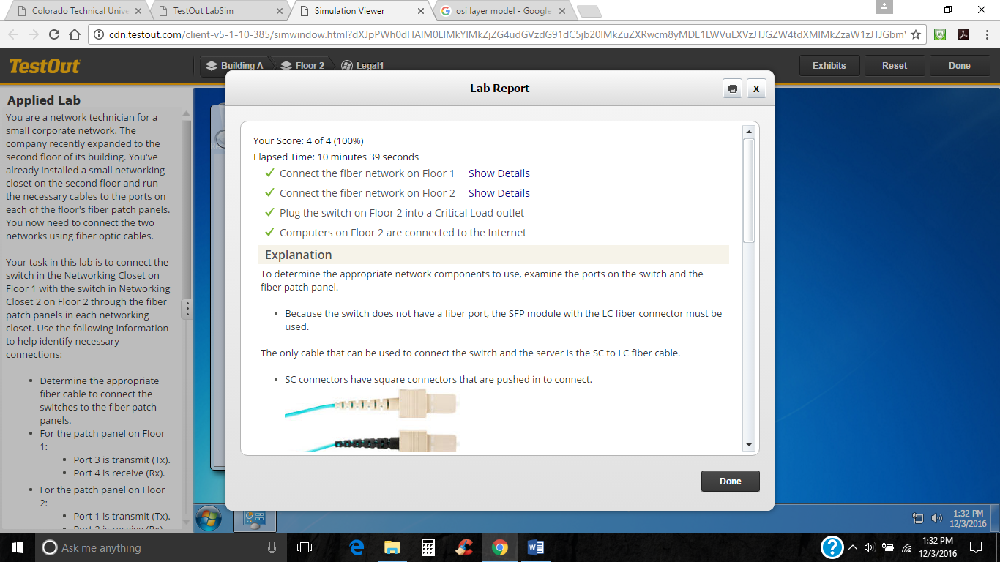 Colorado Technical Unive
TestOut LabSim
Simulation Viewer
osi layer model - Google
cdn.testout.com/client-v5-1-10-385/simwindow.html?
TestOut
Building A
Floor 2
Legal1
Exhibits
Reset
Done
Applied Lab
You are a network technician for a
small corporate network. The
company recently expanded to the
second floor of its building. You've
already installed a small networking
closet on the second floor and run
the necessary cables to the ports on
each of the floor's fiber patch panels.
You now need to connect the two
networks using fiber optic cables.
Your task in this lab is to connect the
switch in the Networking Closet on
Floor 1 with the switch in Networking
Closet 2 on Floor 2 through the fiber
patch panels in each networking
closet. Use the following information
to help identify necessary
connections:
▪ Determine the appropriate
fiber cable to connect the
switches to the fiber patch
panels.
▪ For the patch panel on Floor
1:
▪ Port 3 is transmit (Tx).
▪ Port 4 is receive (Rx).
▪ For the patch panel on Floor
2:
▪ Port 1 is transmit (Tx).
Lab Report
X
Your Score: 4 of 4 (100%)
Elapsed Time: 10 minutes 39 seconds
✓ Connect the fiber network on Floor 1 Show Details
✓ Connect the fiber network on Floor 2 Show Details
✓ Plug the switch on Floor 2 into a Critical Load outlet
✓ Computers on Floor 2 are connected to the Internet
Explanation
To determine the appropriate network components to use, examine the ports on the switch and the
fiber patch panel.
▪ Because the switch does not have a fiber port, the SFP module with the LC fiber connector must be
used.
The only cable that can be used to connect the switch and the server is the SC to LC fiber cable.
▪ SC connectors have square connectors that are pushed in to connect.
Done
1:32 PM
12/3/2016
Ask me anything
1:32 PM
12/3/2016